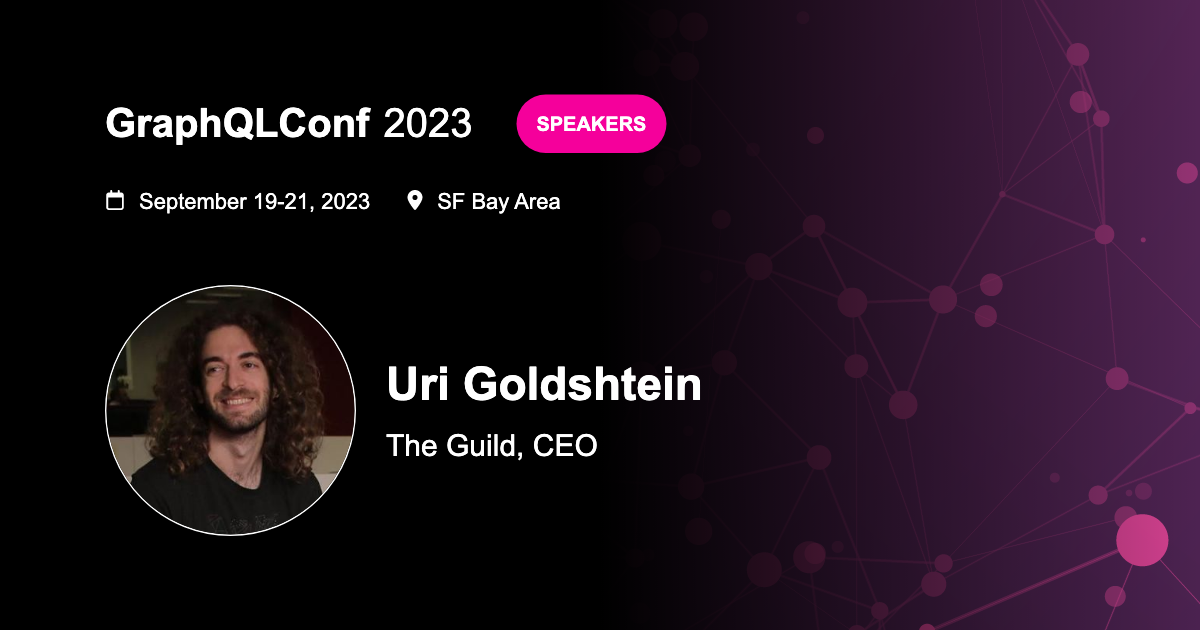 GraphQLConf 2023 SPEAKERS
September 19-21, 2023 SF Bay Area
Uri Goldshtein
The Guild, CEO